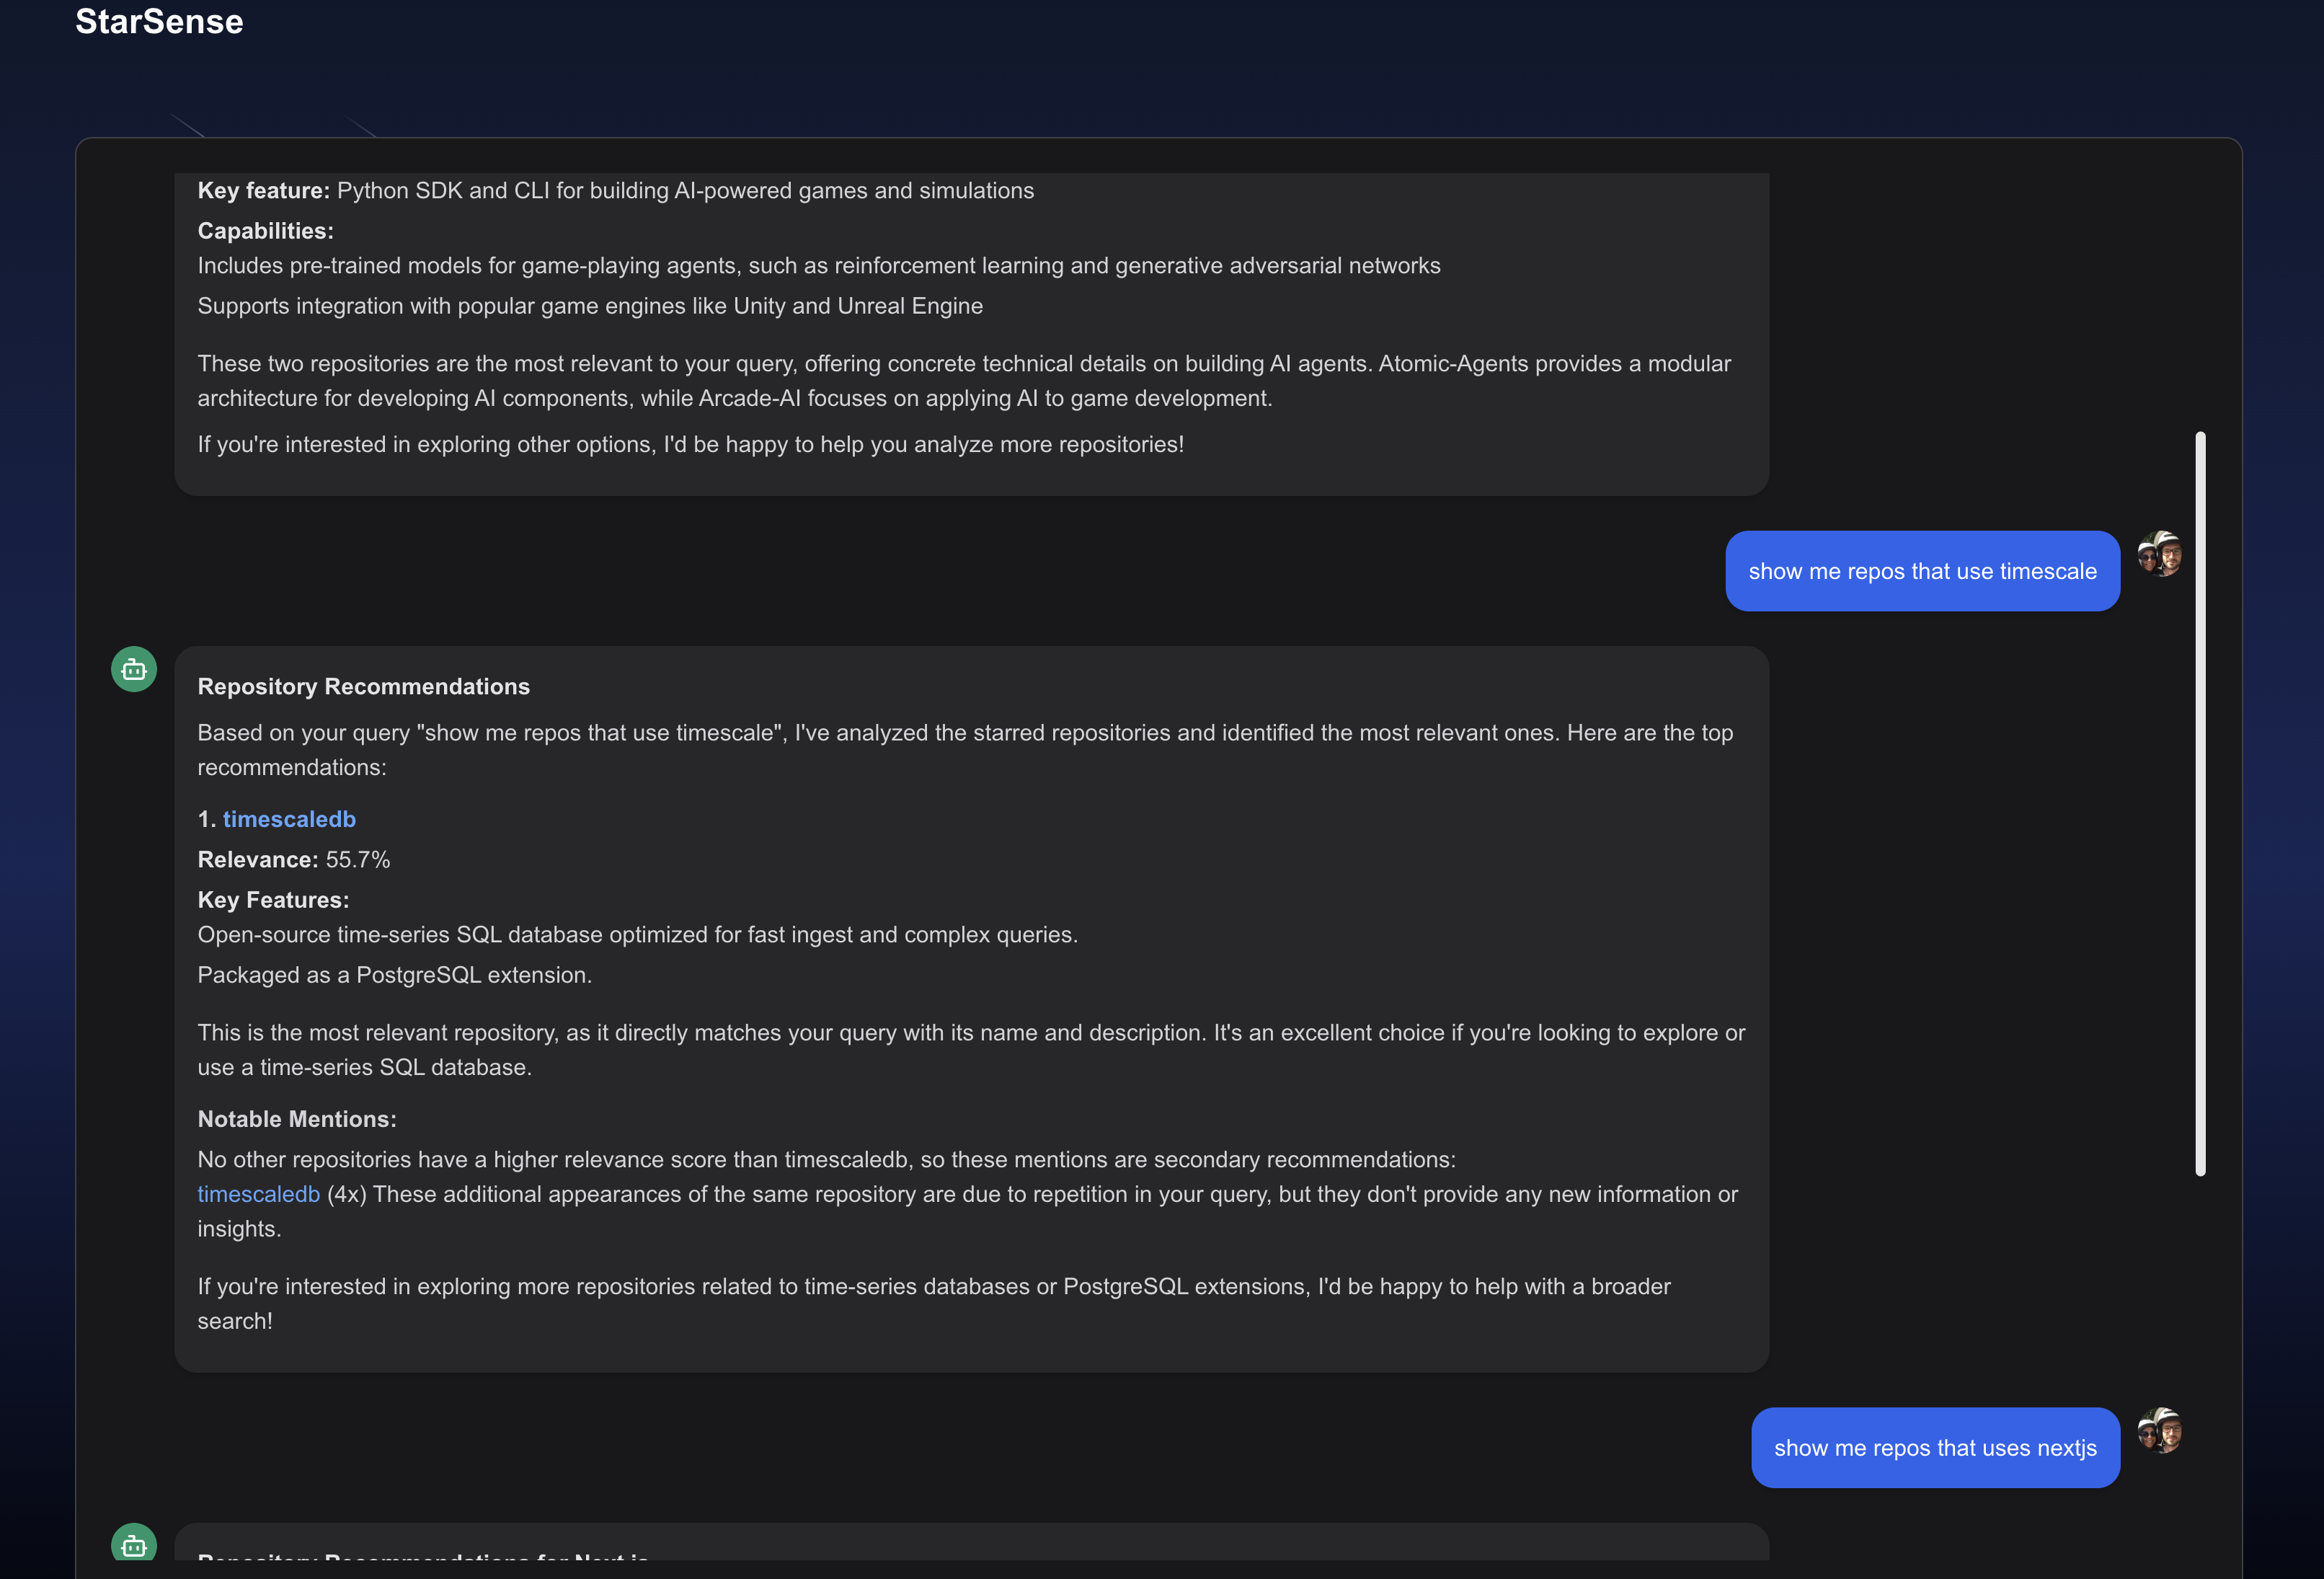 StarSense
Key feature: Python SDK and CLI for building AI-powered games and simulations
Capabilities:
Includes pre-trained models for game-playing agents, such as reinforcement learning and generative adversarial networks
Supports integration with popular game engines like Unity and Unreal Engine
These two repositories are the most relevant to your query, offering concrete technical details on building AI agents. Atomic-Agents provides a modular
architecture for developing AI components, while Arcade-AI focuses on applying AI to game development.
If you're interested in exploring other options, I'd be happy to help you analyze more repositories!
show me repos that use timescale
Repository Recommendations
Based on your query "show me repos that use timescale", I've analyzed the starred repositories and identified the most relevant ones. Here are the top
recommendations:
1. timescaledb
Relevance: 55.7%
Key Features:
Open-source time-series SQL database optimized for fast ingest and complex queries.
Packaged as a PostgreSQL extension.
This is the most relevant repository, as it directly matches your query with its name and description. It's an excellent choice if you're looking to explore or
use a time-series SQL database.
Notable Mentions:
No other repositories have a higher relevance score than timescaledb, so these mentions are secondary recommendations:
timescaledb (4x) These additional appearances of the same repository are due to repetition in your query, but they don't provide any new information or
insights.
If you're interested in exploring more repositories related to time-series databases or PostgreSQL extensions, I'd be happy to help with a broader
search!
show me repos that uses nextjs
Repository Recommendations for Next.js